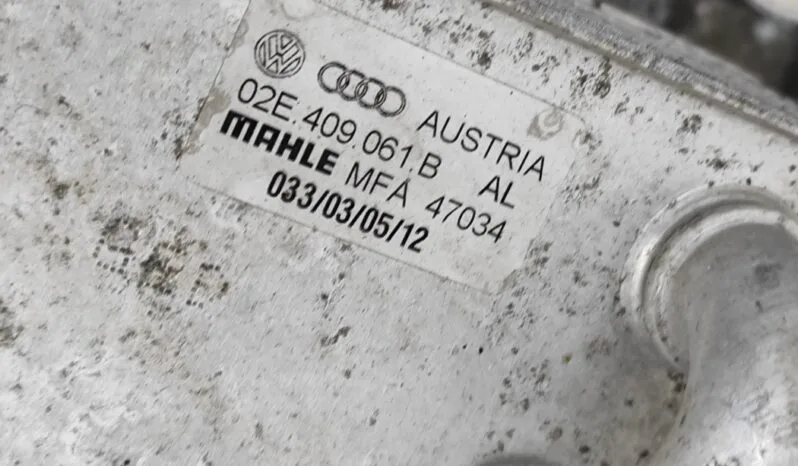 AUSTRIA
02E.409.061.B AL
MAHLE MFA 47034
033/03/05/12